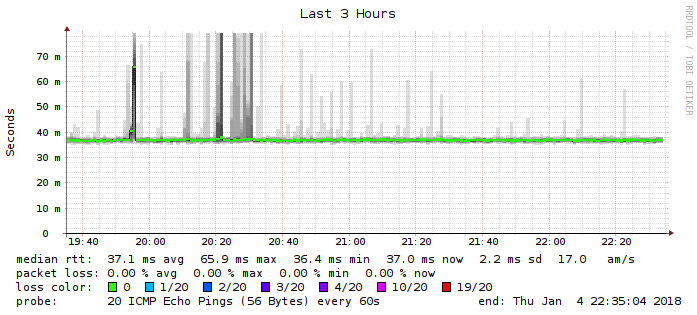 Last 3 Hours
RRDTOOL / TOBI OETIKER
Seconds
70 m
60 m
50 m
40 m
30 m
20 m
10 m
0
19:40 20:00 20:20 20:40 21:00 21:20 21:40 22:00 22:20
median rtt: 37.1 ms avg 65.9 ms max 36.4 ms min 37.0 ms now 2.2 ms sd 17.0 am/s
packet loss: 0.00 % avg 0.00 % max 0.00 % min 0.00 % now
loss color: 0 1/20 2/20 3/20 4/20 10/20 19/20
probe: 20 ICMP Echo Pings (56 Bytes) every 60s end: Thu Jan 4 22:35:04 2018